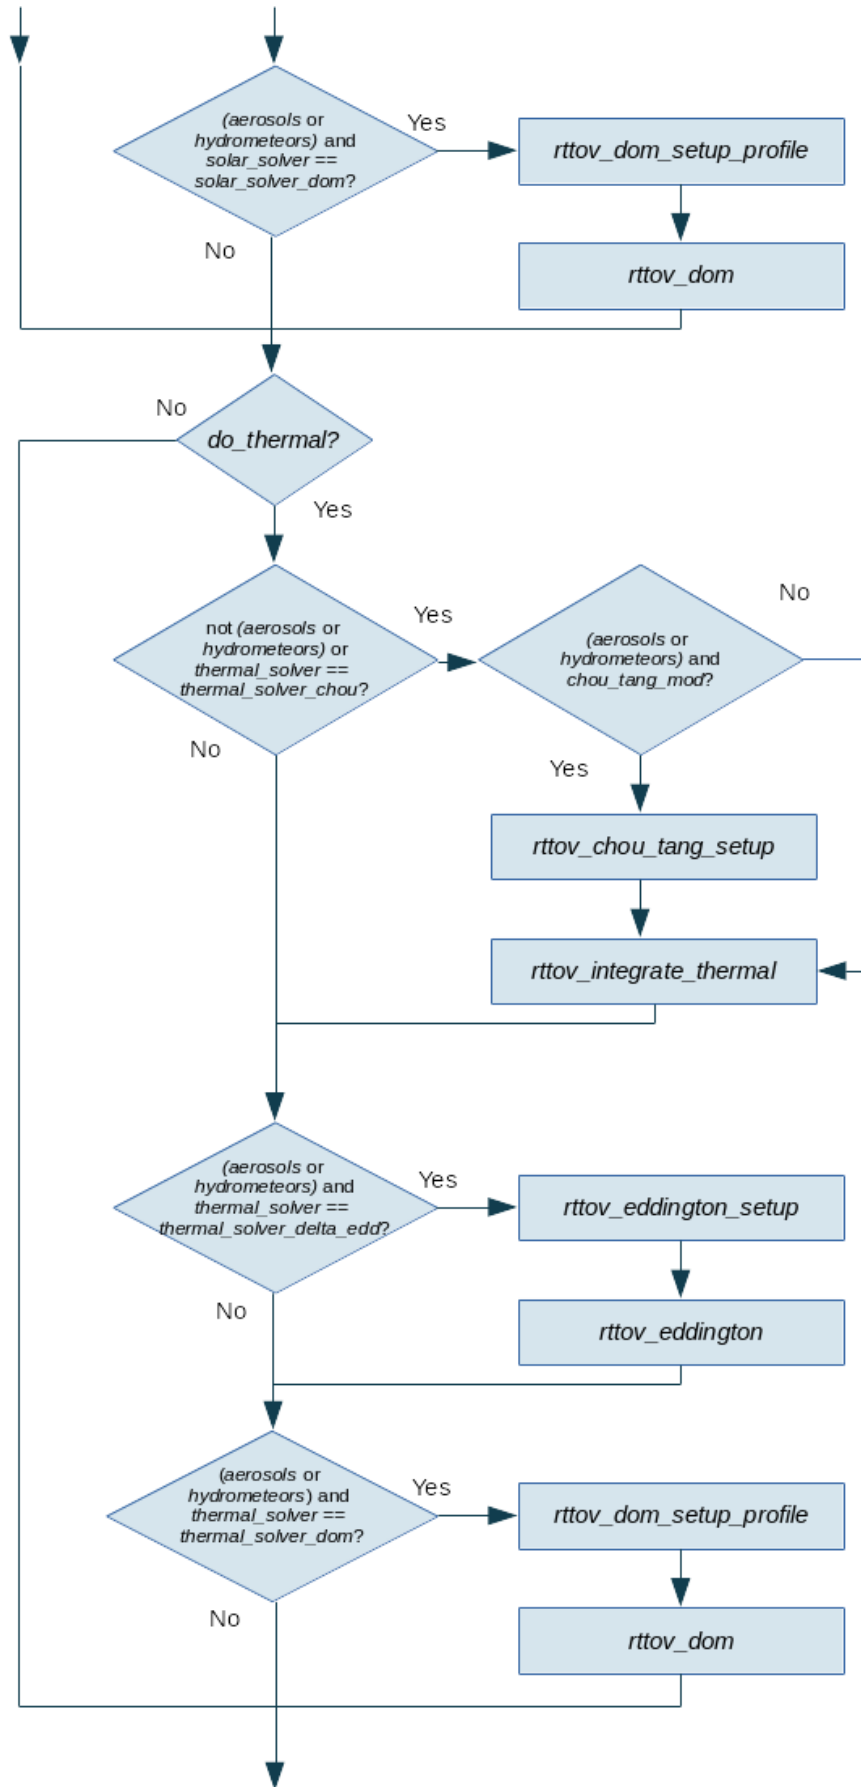 (aerosols or
hydrometeors) and
solar_solver ==
solar_solver_dom?
Yes
rttov_dom_setup_profile
No
rttov_dom
No
do_thermal?
Yes
not (aerosols or
hydrometeors) or
thermal_solver ==
thermal_solver_chou?
Yes
(aerosols or
hydrometeors) and
chou_tang_mod?
No
No
Yes
rttov_chou_tang_setup
rttov_integrate_thermal
(aerosols or
hydrometeors) and
thermal_solver ==
thermal_solver_delta_edd?
Yes
rttov_eddington_setup
No
rttov_eddington
(aerosols or
hydrometeors) and
thermal_solver ==
thermal_solver_dom?
Yes
rttov_dom_setup_profile
No
rttov_dom